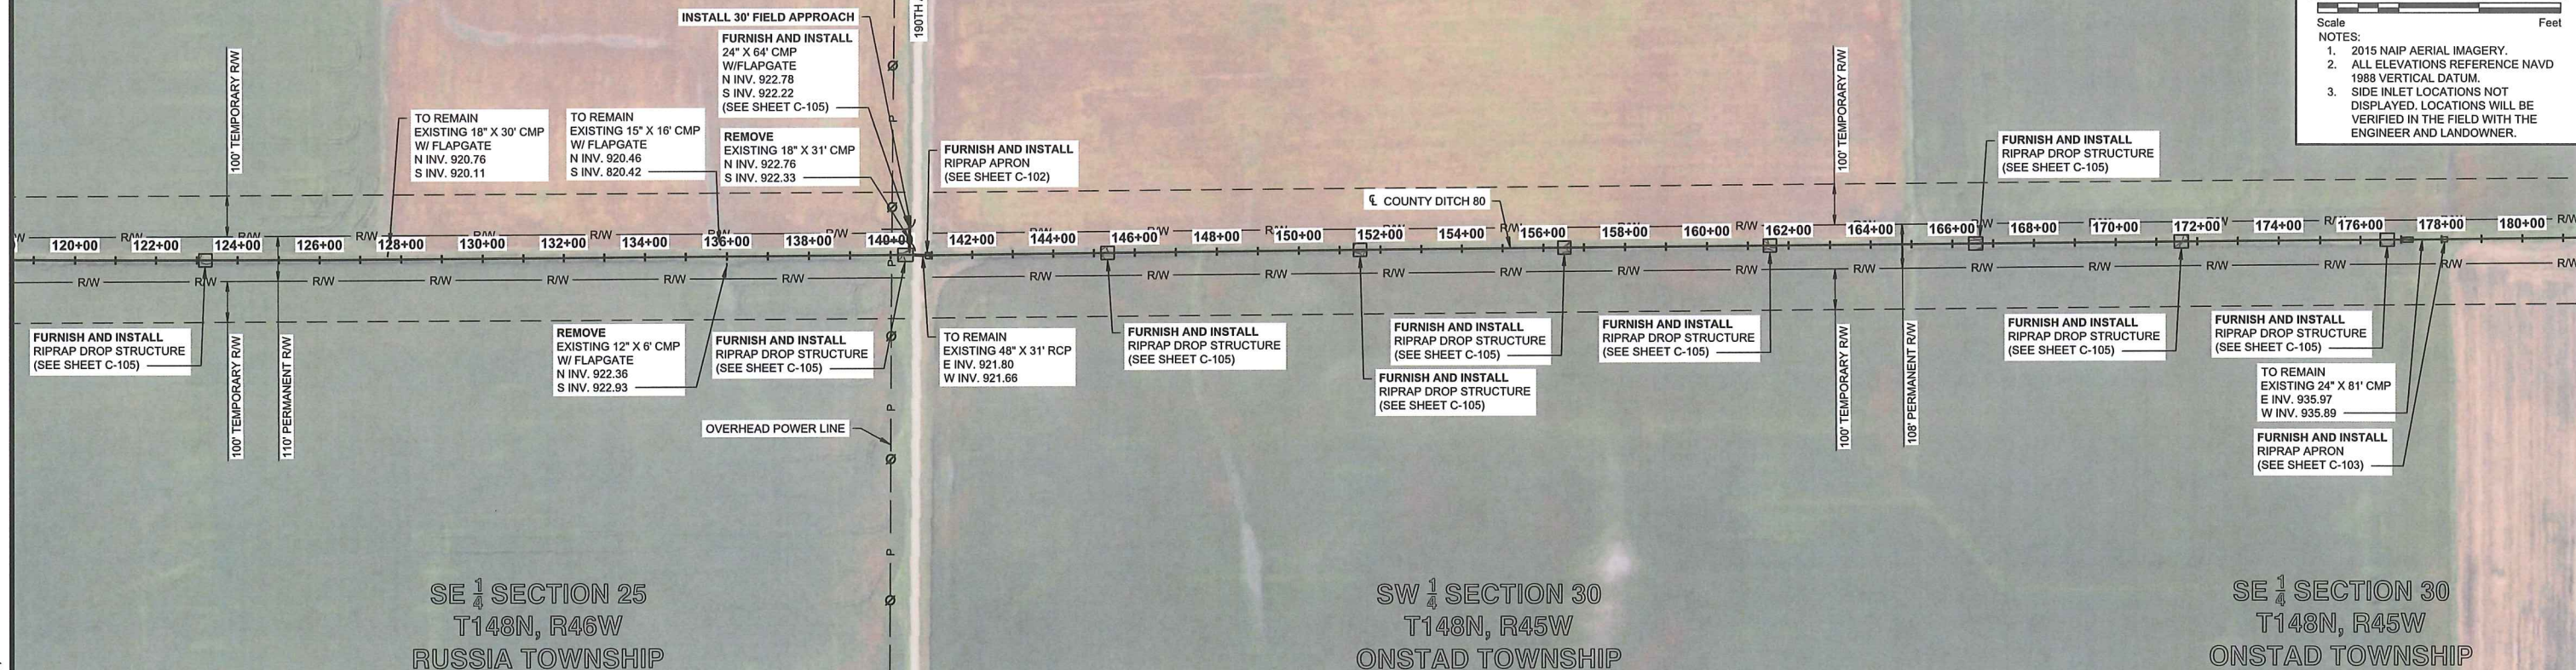 INSTALL 30' FIELD APPROACH
FURNISH AND INSTALL
24" X 64' CMP
W/FLAPGATE
N INV. 922.78
S INV. 922.22
(SEE SHEET C-105)
190TH
Scale Feet
NOTES:
1. 2015 NAIP AERIAL IMAGERY.
2. ALL ELEVATIONS REFERENCE NAVD
1988 VERTICAL DATUM.
3. SIDE INLET LOCATIONS NOT
DISPLAYED. LOCATIONS WILL BE
VERIFIED IN THE FIELD WITH THE
ENGINEER AND LANDOWNER.
100' TEMPORARY R/W
TO REMAIN
EXISTING 18" X 30' CMP
W/ FLAPGATE
N INV. 920.76
S INV. 920.11
TO REMAIN
EXISTING 15" X 16' CMP
W/ FLAPGATE
N INV. 920.46
S INV. 820.42
REMOVE
EXISTING 18" X 31' CMP
N INV. 922.76
S INV. 922.33
FURNISH AND INSTALL
RIPRAP APRON
(SEE SHEET C-102)
100' TEMPORARY R/W
FURNISH AND INSTALL
RIPRAP DROP STRUCTURE
(SEE SHEET C-105)
℄ COUNTY DITCH 80
R/W R/W R/W R/W R/W R/W R/W R/W R/W R/W
120+00 122+00 124+00 126+00 128+00 130+00 132+00 134+00 136+00 138+00 140+00 142+00 144+00 146+00 148+00 150+00 152+00 154+00 156+00 158+00 160+00 162+00 164+00 166+00 168+00 170+00 172+00 174+00 176+00 178+00 180+00
R/W R/W R/W R/W R/W R/W R/W R/W R/W R/W R/W R/W R/W R/W R/W R/W R/W R/W R/W R/W
FURNISH AND INSTALL
RIPRAP DROP STRUCTURE
(SEE SHEET C-105)
100' TEMPORARY R/W
110' PERMANENT R/W
REMOVE
EXISTING 12" X 6' CMP
W/ FLAPGATE
N INV. 922.36
S INV. 922.93
FURNISH AND INSTALL
RIPRAP DROP STRUCTURE
(SEE SHEET C-105)
TO REMAIN
EXISTING 48" X 31' RCP
E INV. 921.80
W INV. 921.66
FURNISH AND INSTALL
RIPRAP DROP STRUCTURE
(SEE SHEET C-105)
FURNISH AND INSTALL
RIPRAP DROP STRUCTURE
(SEE SHEET C-105)
FURNISH AND INSTALL
RIPRAP DROP STRUCTURE
(SEE SHEET C-105)
FURNISH AND INSTALL
RIPRAP DROP STRUCTURE
(SEE SHEET C-105)
100' TEMPORARY R/W
108' PERMANENT R/W
FURNISH AND INSTALL
RIPRAP DROP STRUCTURE
(SEE SHEET C-105)
FURNISH AND INSTALL
RIPRAP DROP STRUCTURE
(SEE SHEET C-105)
TO REMAIN
EXISTING 24" X 81' CMP
E INV. 935.97
W INV. 935.89
FURNISH AND INSTALL
RIPRAP APRON
(SEE SHEET C-103)
OVERHEAD POWER LINE
P
P
P
P
SE 1/4 SECTION 25
T148N, R46W
RUSSIA TOWNSHIP
SW 1/4 SECTION 30
T148N, R45W
ONSTAD TOWNSHIP
SE 1/4 SECTION 30
T148N, R45W
ONSTAD TOWNSHIP